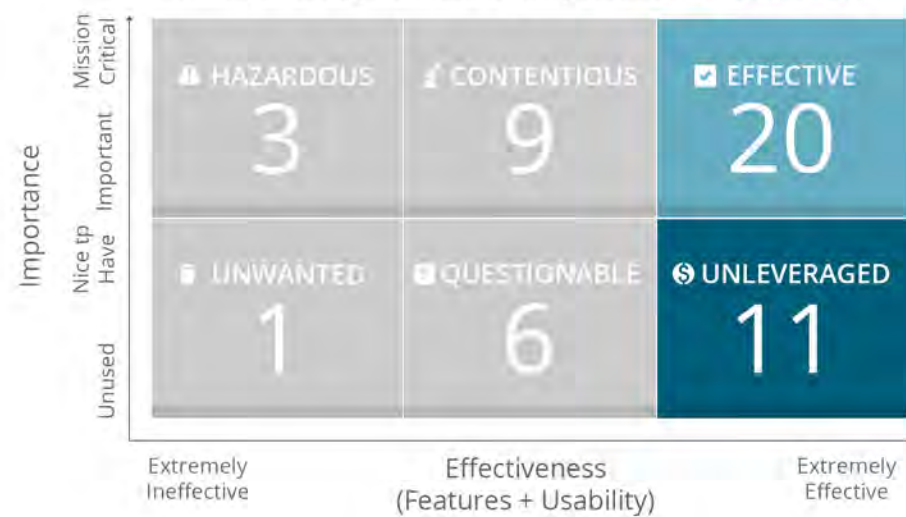 Mission
Critical
Important
Nice tp
Have
Unused
Importance
HAZARDOUS
3
CONTENTIOUS
9
EFFECTIVE
20
UNWANTED
1
QUESTIGNABLE
6
UNLEVERAGED
11
Extremely
Ineffective
Effectiveness
(Features + Usability)
Extremely
Effective